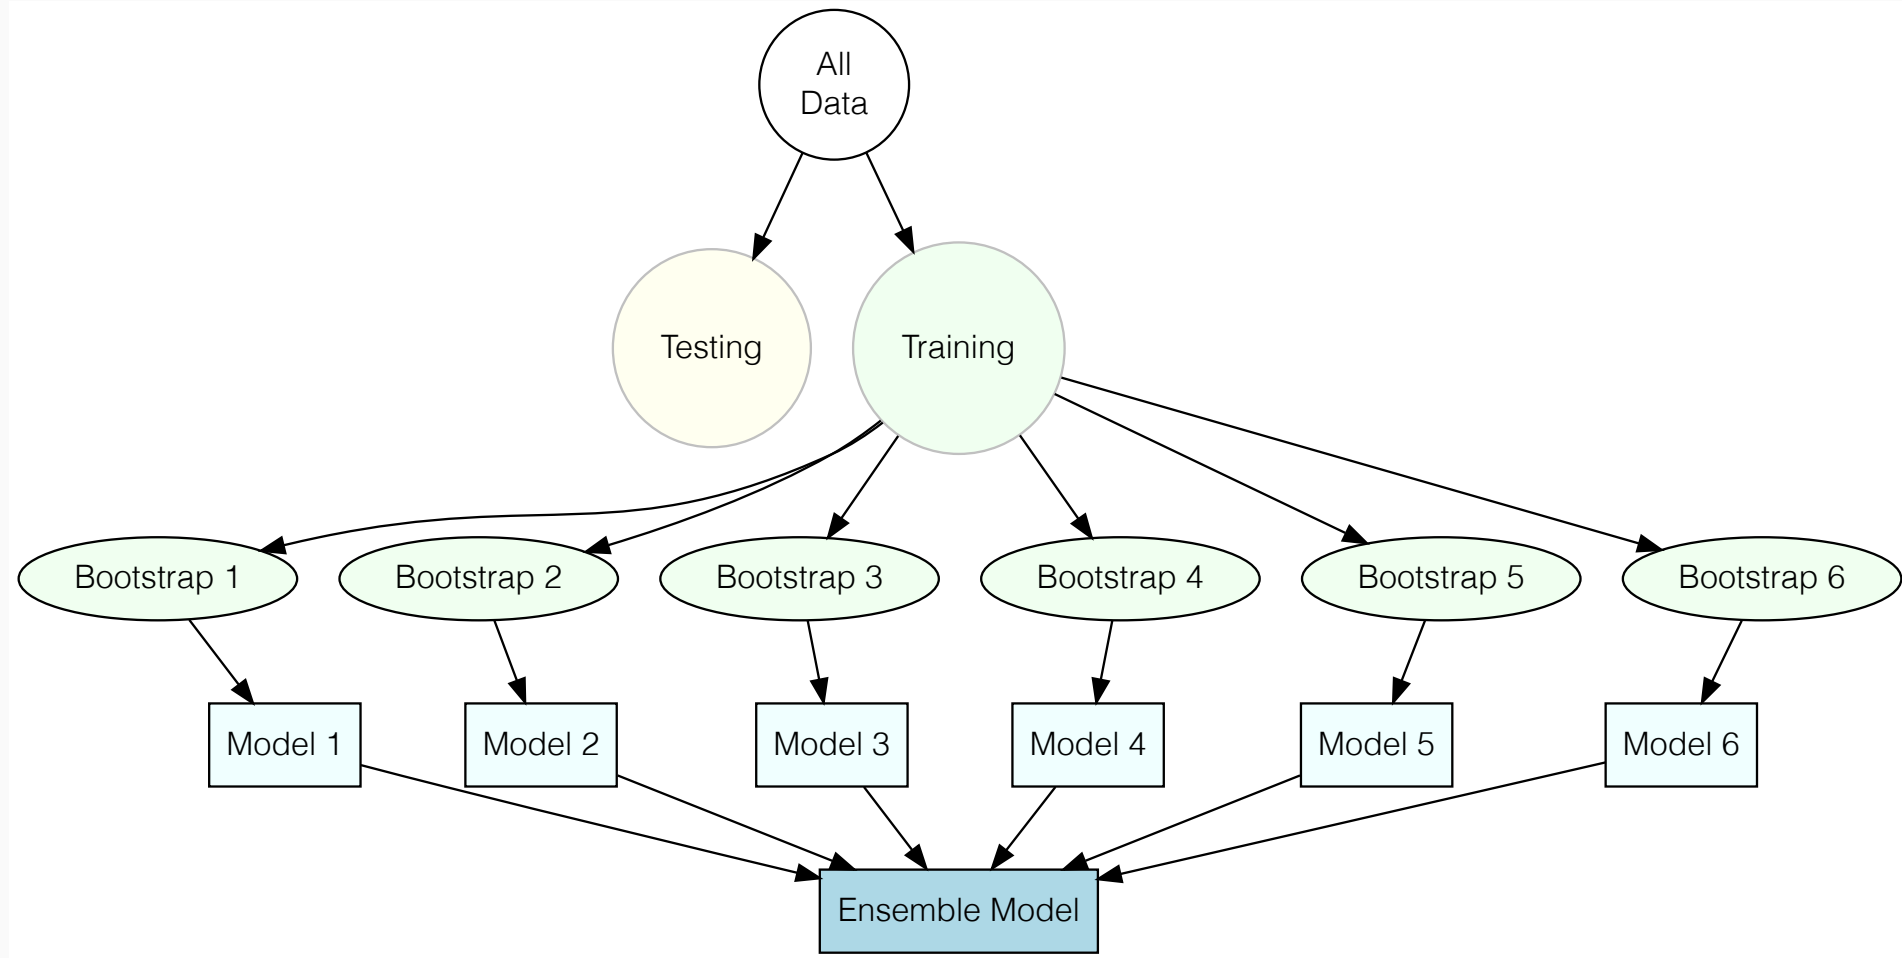 All
Data
Testing
Training
Bootstrap 1
Bootstrap 2
Bootstrap 3
Bootstrap 4
Bootstrap 5
Bootstrap 6
Model 1
Model 2
Model 3
Model 4
Model 5
Model 6
Ensemble Model